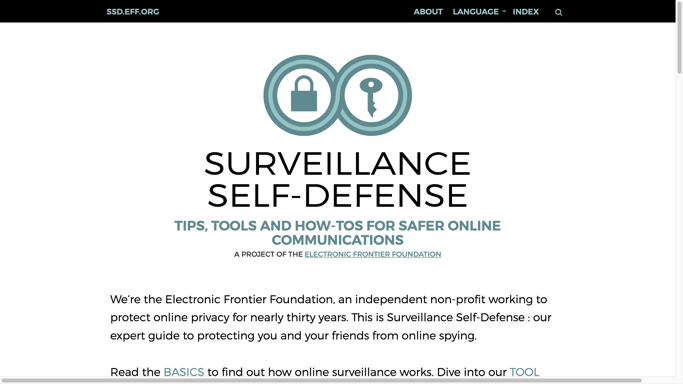 SSD.EFF.ORG ABOUT LANGUAGE INDEX
SURVEILLANCE
SELF-DEFENSE
TIPS, TOOLS AND HOW-TOS FOR SAFER ONLINE
COMMUNICATIONS
A PROJECT OF THE ELECTRONIC FRONTIER FOUNDATION
We’re the Electronic Frontier Foundation, an independent non-profit working to
protect online privacy for nearly thirty years. This is Surveillance Self-Defense : our
expert guide to protecting you and your friends from online spying.
Read the BASICS to find out how online surveillance works. Dive into our TOOL